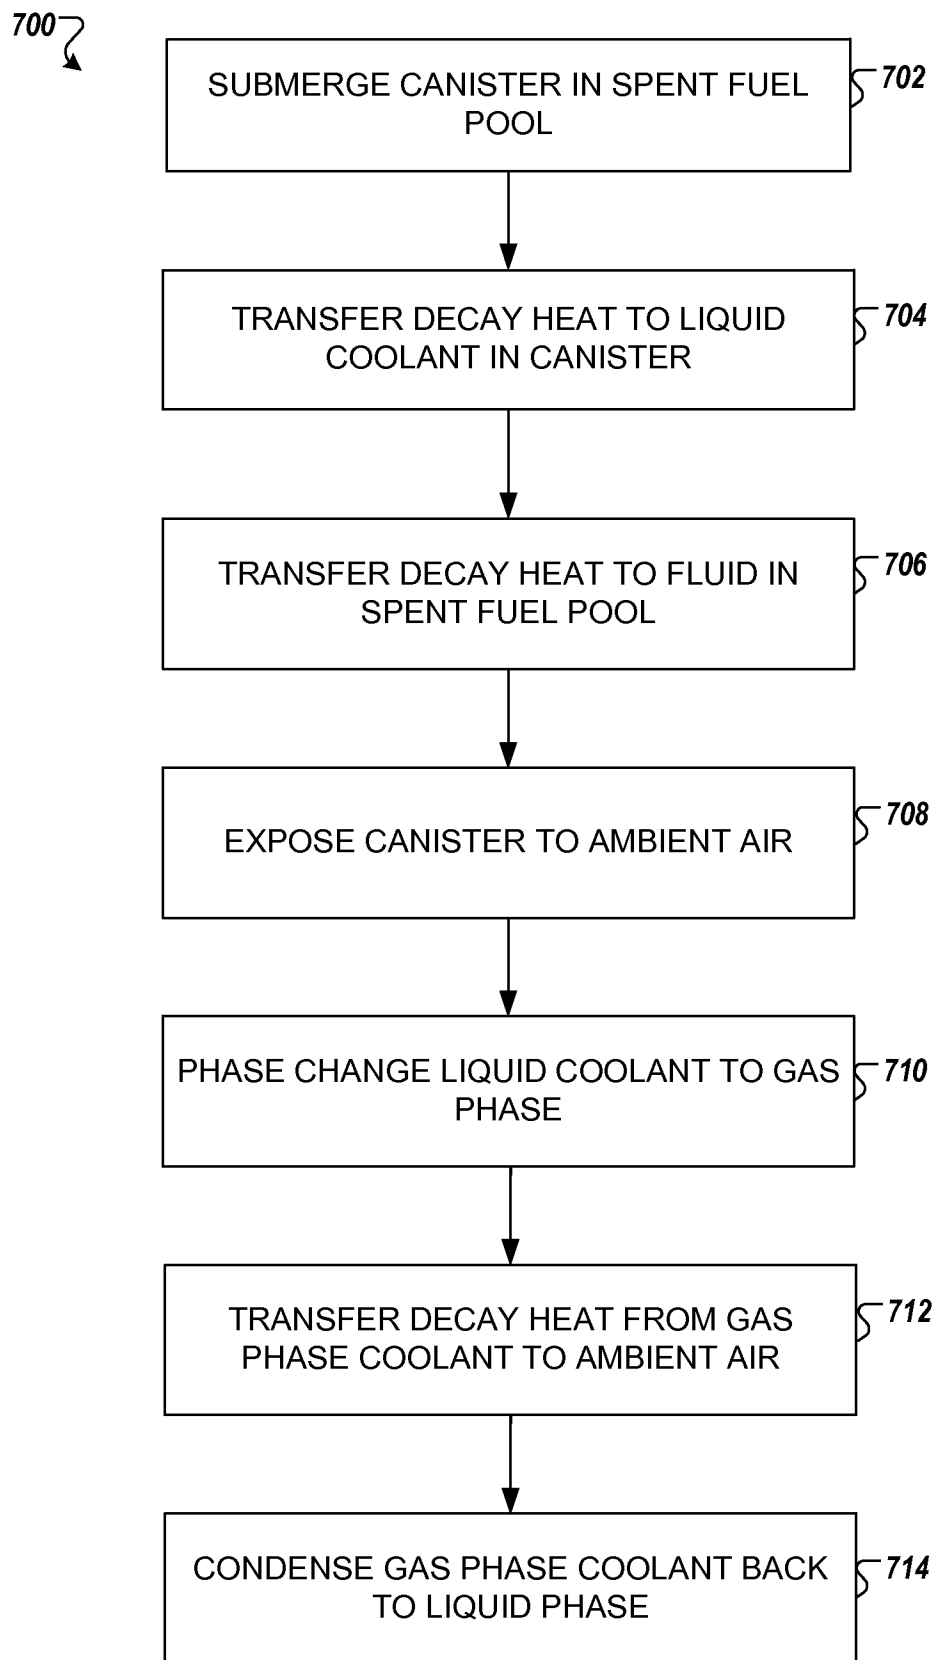 700
SUBMERGE CANISTER IN SPENT FUEL
POOL
702
TRANSFER DECAY HEAT TO LIQUID
COOLANT IN CANISTER
704
TRANSFER DECAY HEAT TO FLUID IN
SPENT FUEL POOL
706
EXPOSE CANISTER TO AMBIENT AIR
708
PHASE CHANGE LIQUID COOLANT TO GAS
PHASE
710
TRANSFER DECAY HEAT FROM GAS
PHASE COOLANT TO AMBIENT AIR
712
CONDENSE GAS PHASE COOLANT BACK
TO LIQUID PHASE
714